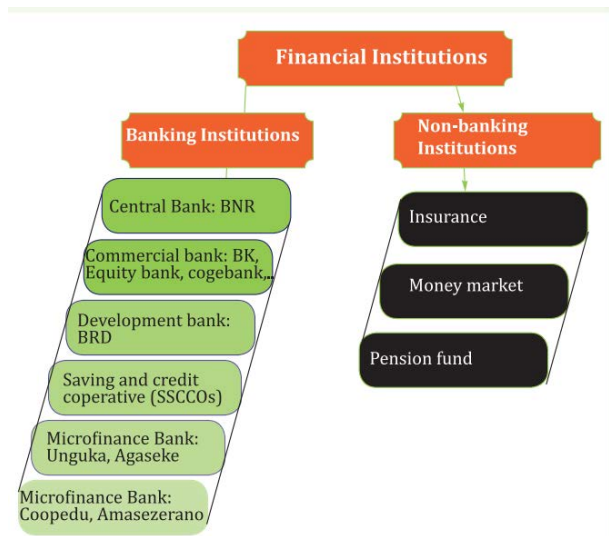 Financial Institutions
Banking Institutions
Non-banking
Institutions
Central Bank: BNR
Commercial bank: BK,
Equity bank, cogebank,..
Development bank:
BRD
Saving and credit
coperative (SSCCOs)
Microfinance Bank:
Unguka, Agaseke
Microfinance Bank:
Coopedu, Amasezerano
Insurance
Money market
Pension fund